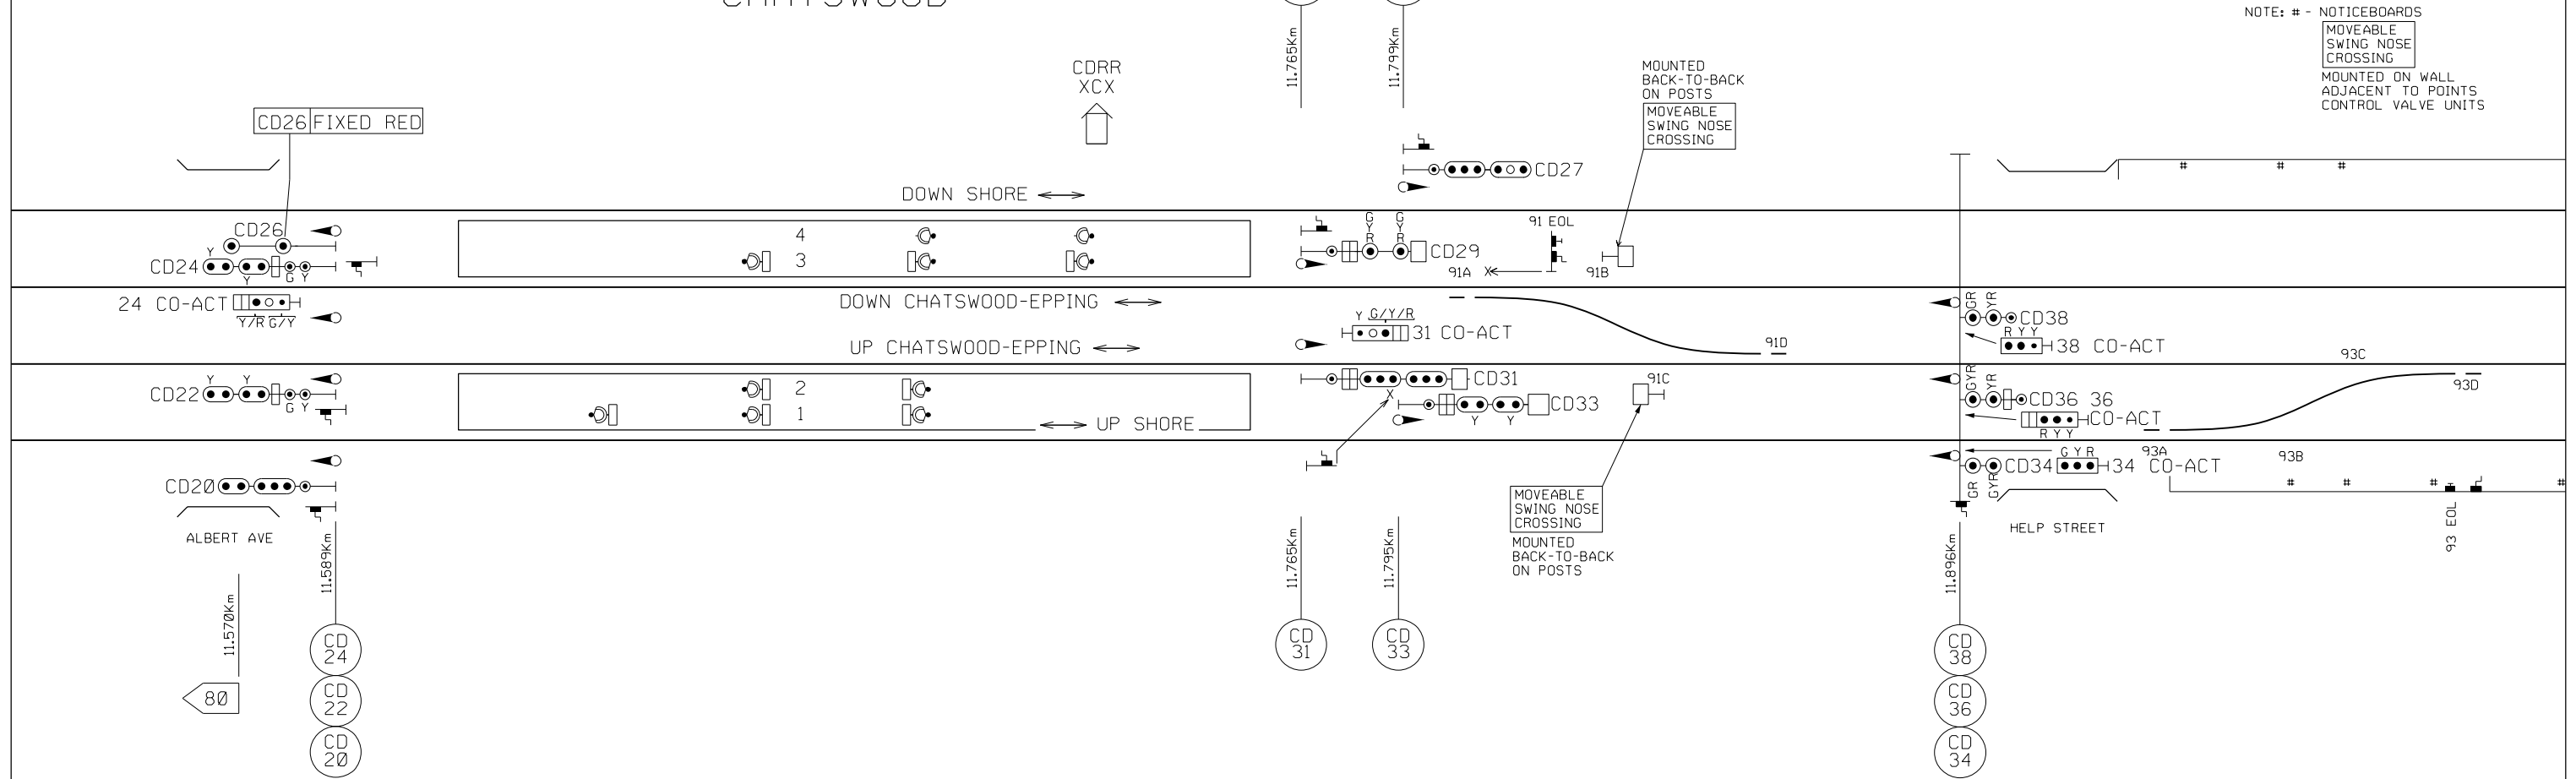 NOTE: # - NOTICEBOARDS
MOVEABLE
SWING NOSE
CROSSING
MOUNTED ON WALL
ADJACENT TO POINTS
CONTROL VALVE UNITS
11.765Km
11.799Km
CDRR
XCX
MOUNTED
BACK-TO-BACK
ON POSTS
MOVEABLE
SWING NOSE
CROSSING
CD26 FIXED RED
CD27
DOWN SHORE
# # #
CD26
Y
CD24
Y
G Y
4
3
G Y R
G Y R
CD29
91 EOL
91A X
91B
24 CO-ACT
Y/R G/Y
DOWN CHATSWOOD-EPPING
UP CHATSWOOD-EPPING
Y G/Y/R
31 CO-ACT
91D
GR
YR
CD38
R Y Y
38 CO-ACT
93C
Y Y
CD22
G Y
2
1
CD31
X
CD33
Y Y
91C
GYR
YR
CD36 36
CO-ACT
R Y Y
93D
UP SHORE
CD20
ALBERT AVE
GR
GYR
CD34
G Y R
34 CO-ACT
93A
93B
# # # #
93 EOL
HELP STREET
MOVEABLE
SWING NOSE
CROSSING
MOUNTED
BACK-TO-BACK
ON POSTS
11.570Km
11.589Km
11.765Km
11.795Km
11.896Km
80
CD
24
CD
22
CD
20
CD
31
CD
33
CD
38
CD
36
CD
34